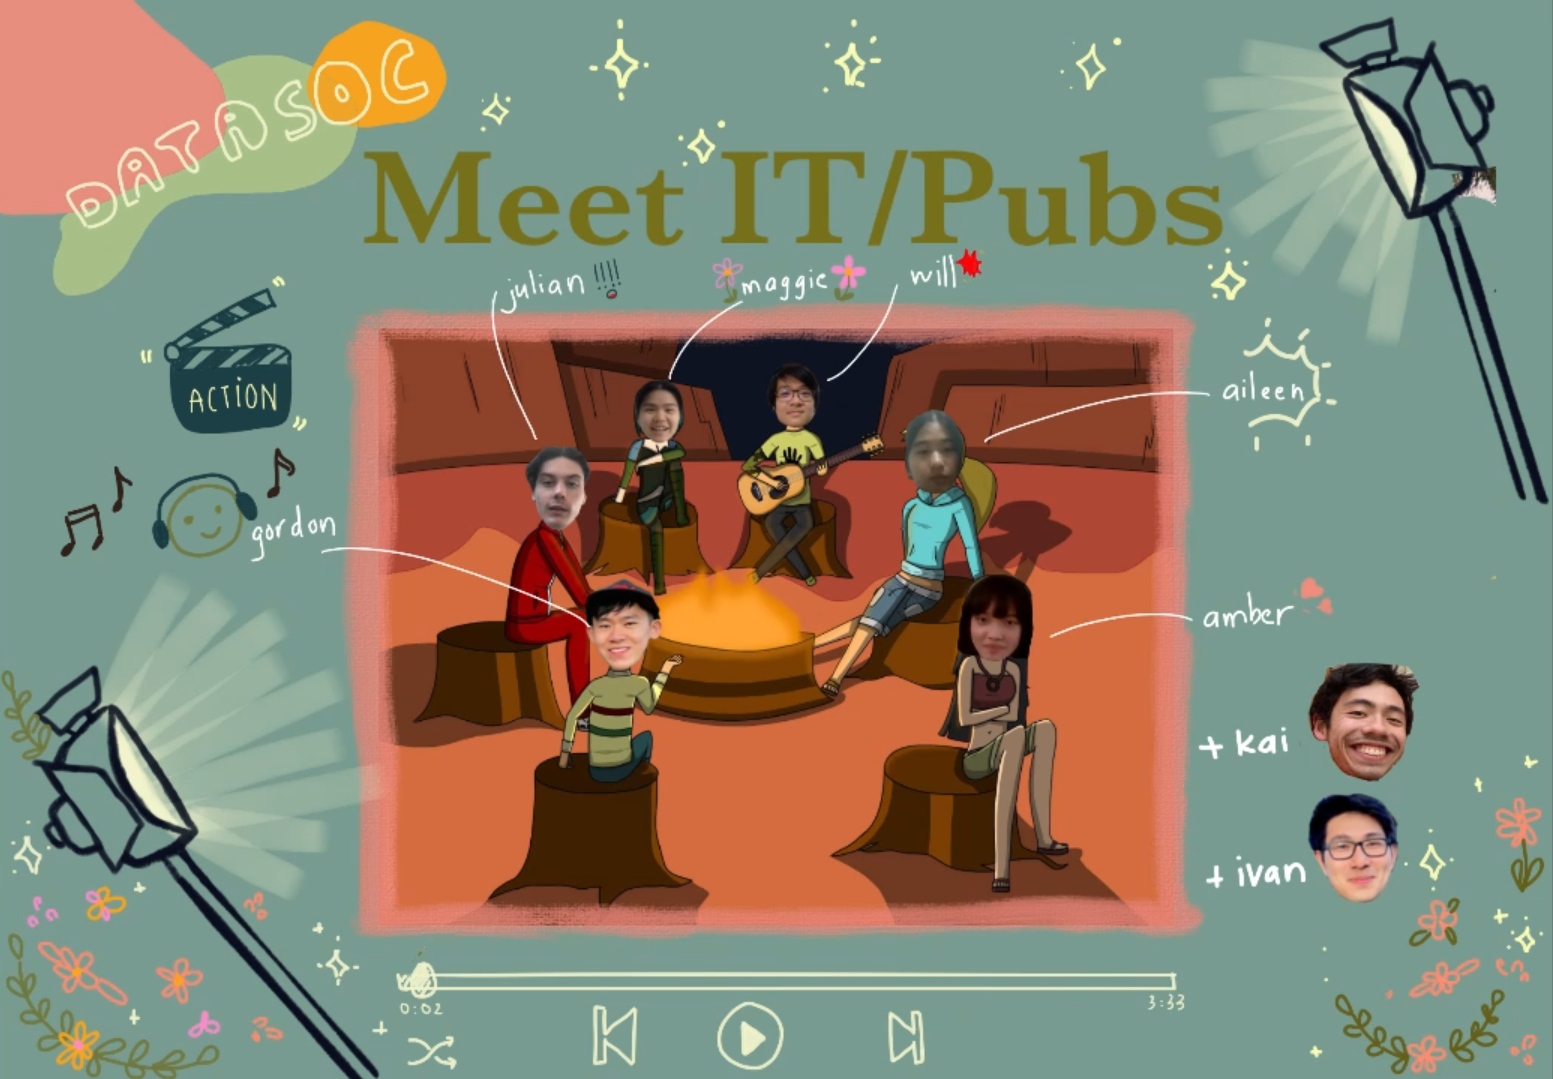 DATASOC
Meet IT/Pubs
julian !!!!
maggie
will
aileen
"ACTION"
gordon
amber
+ kai
+ ivan
0:02
3:33